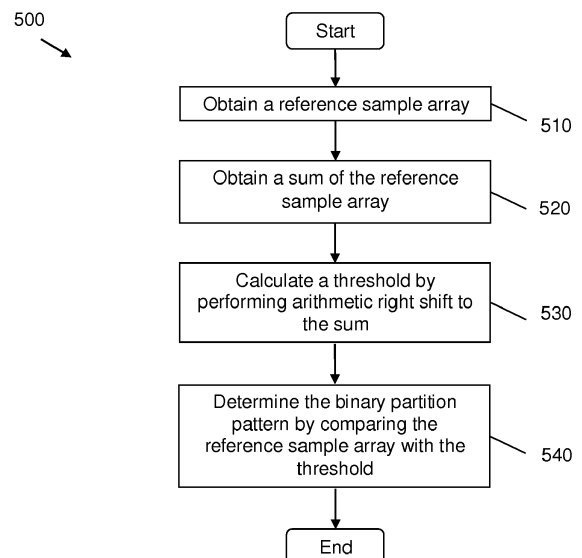 500
Start
Obtain a reference sample array
510
Obtain a sum of the reference
sample array
520
Calculate a threshold by
performing arithmetic right shift to
the sum
530
Determine the binary partition
pattern by comparing the
reference sample array with the
threshold
540
End